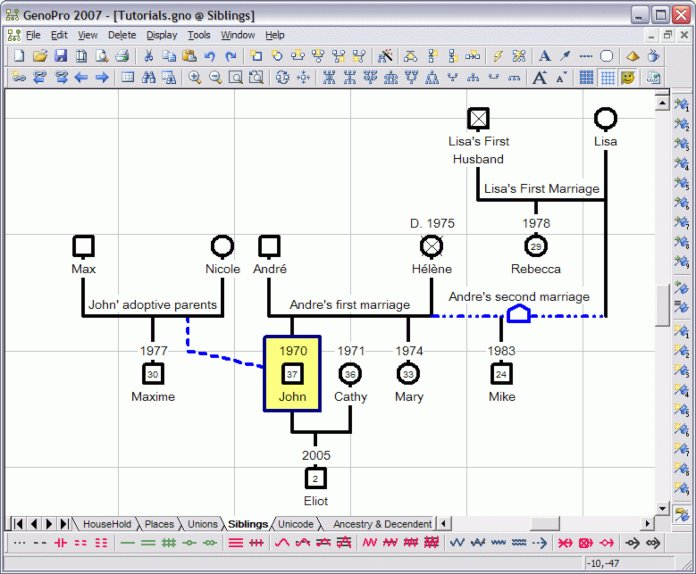 GenoPro 2007 - [Tutorials.gno @ Siblings]
File Edit View Delete Display Tools Window Help
Lisa's First
Husband
Lisa
Lisa's First Marriage
D. 1975
1978
29
Max
Nicole
André
Hélène
Rebecca
John' adoptive parents
Andre's first marriage
Andre's second marriage
1977
1970
1971
1974
1983
30
37
36
33
24
Maxime
John
Cathy
Mary
Mike
2005
2
Eliot
HouseHold Places Unions Siblings Unicode Ancestry & Decendent
-10,-47